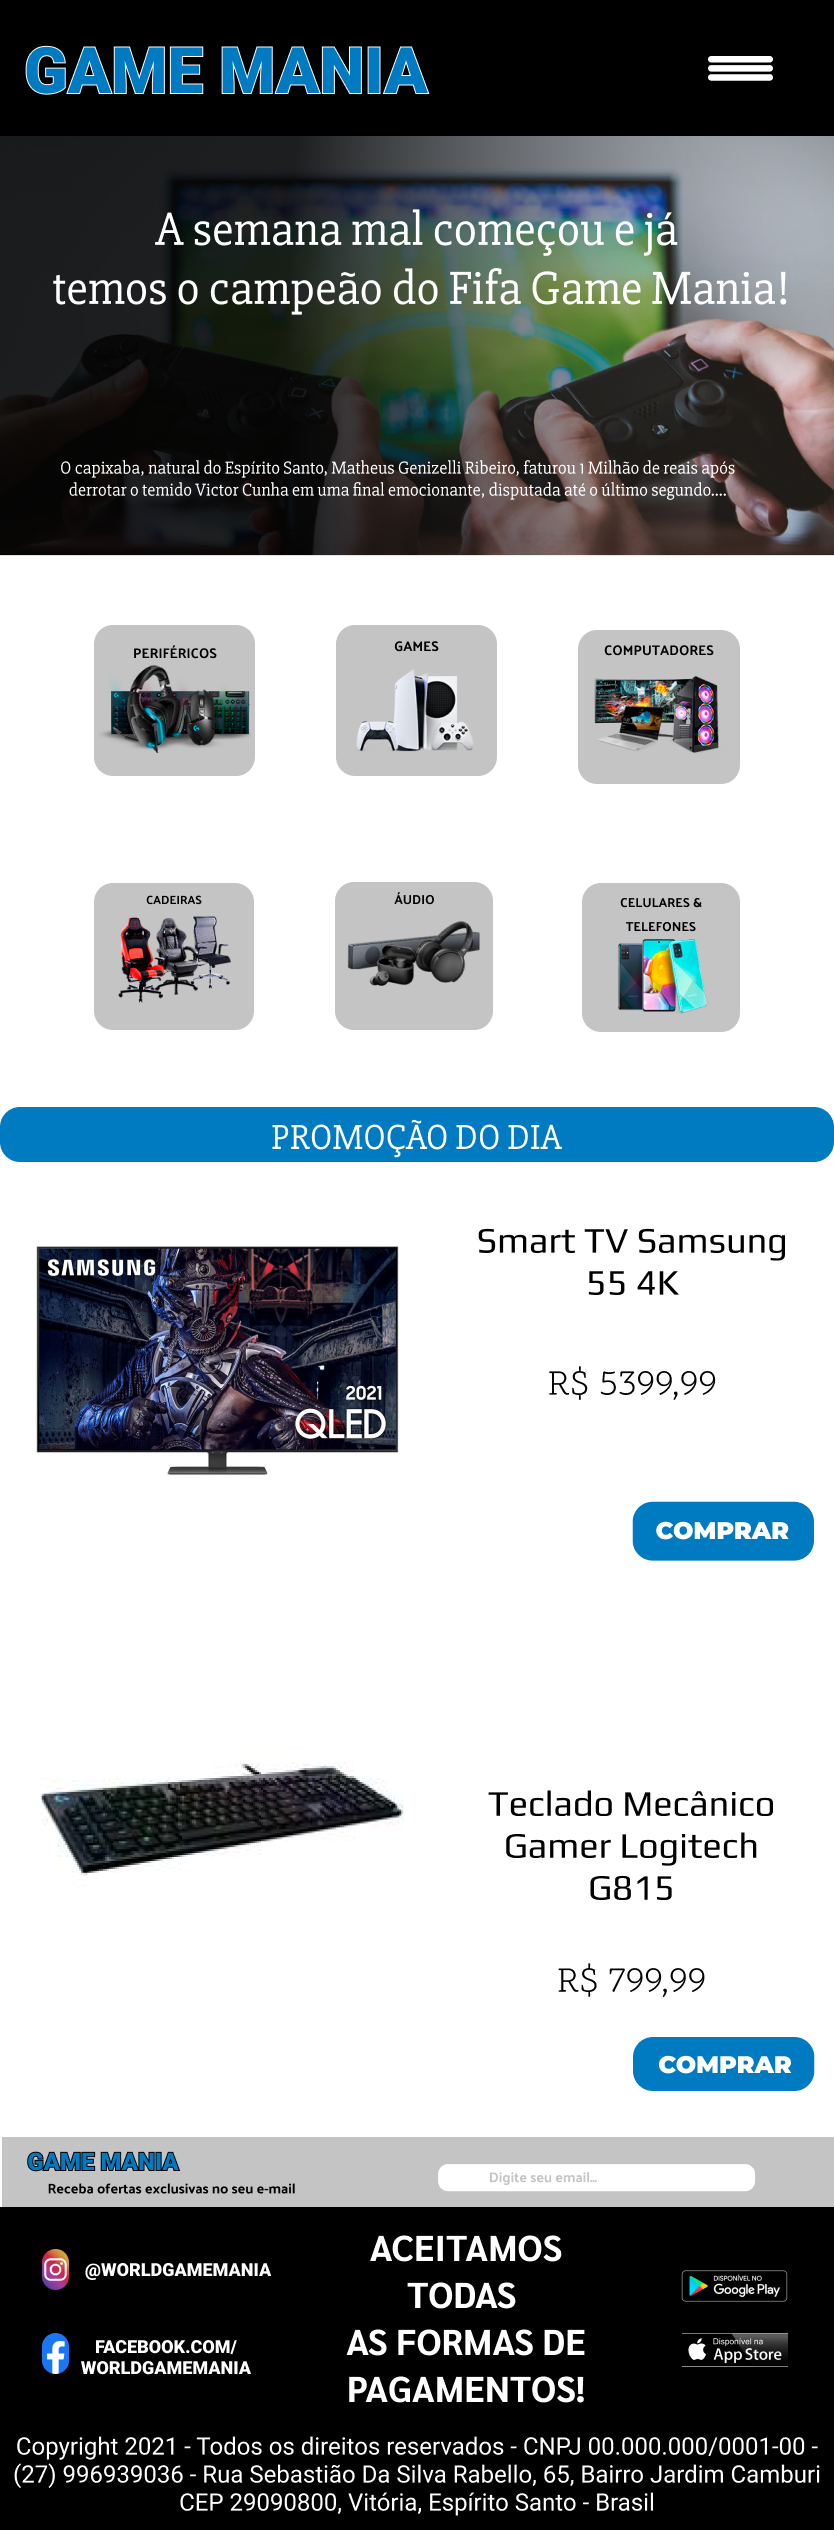 GAME MANIA
A semana mal começou e já
temos o campeão do Fifa Game Mania!
O capixaba, natural do Espírito Santo, Matheus Genizelli Ribeiro, faturou 1 Milhão de reais após
derrotar o temido Victor Cunha em uma final emocionante, disputada até o último segundo....
PERIFÉRICOS
GAMES
COMPUTADORES
CADEIRAS
ÁUDIO
CELULARES &
TELEFONES
PROMOÇÃO DO DIA
SAMSUNG
2021
QLED
Smart TV Samsung
55 4K
R$ 5399,99
COMPRAR
Teclado Mecânico
Gamer Logitech
G815
R$ 799,99
COMPRAR
GAME MANIA
Receba ofertas exclusivas no seu e-mail
Digite seu email...
@WORLDGAMEMANIA
FACEBOOK.COM/
WORLDGAMEMANIA
ACEITAMOS
TODAS
AS FORMAS DE
PAGAMENTOS!
DISPONÍVEL NO
Google Play
Disponível na
App Store
Copyright 2021 - Todos os direitos reservados - CNPJ 00.000.000/0001-00 -
(27) 996939036 - Rua Sebastião Da Silva Rabello, 65, Bairro Jardim Camburi
CEP 29090800, Vitória, Espírito Santo - Brasil